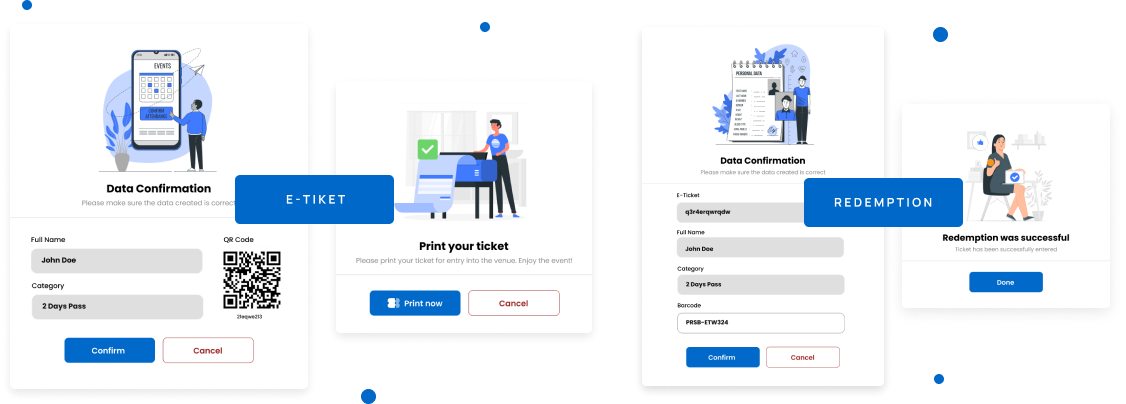 EVENTS
CONFIRM
ATTENDANCE
Data Confirmation
Please make sure the data created is correct
Full Name
John Doe
Category
2 Days Pass
QR Code
2feqwe213
Confirm
Cancel
E-TIKET
Print your ticket
Please print your ticket for entry into the venue. Enjoy the event!
Print now
Cancel
PERSONAL DATA
Data Confirmation
Please make sure the data created is correct
E-Ticket
q3r4erqwrqdw
Full Name
John Doe
Category
2 Days Pass
Barcode
PRSB-ETW324
Confirm
Cancel
REDEMPTION
Redemption was successful
Ticket has been successfully entered
Done